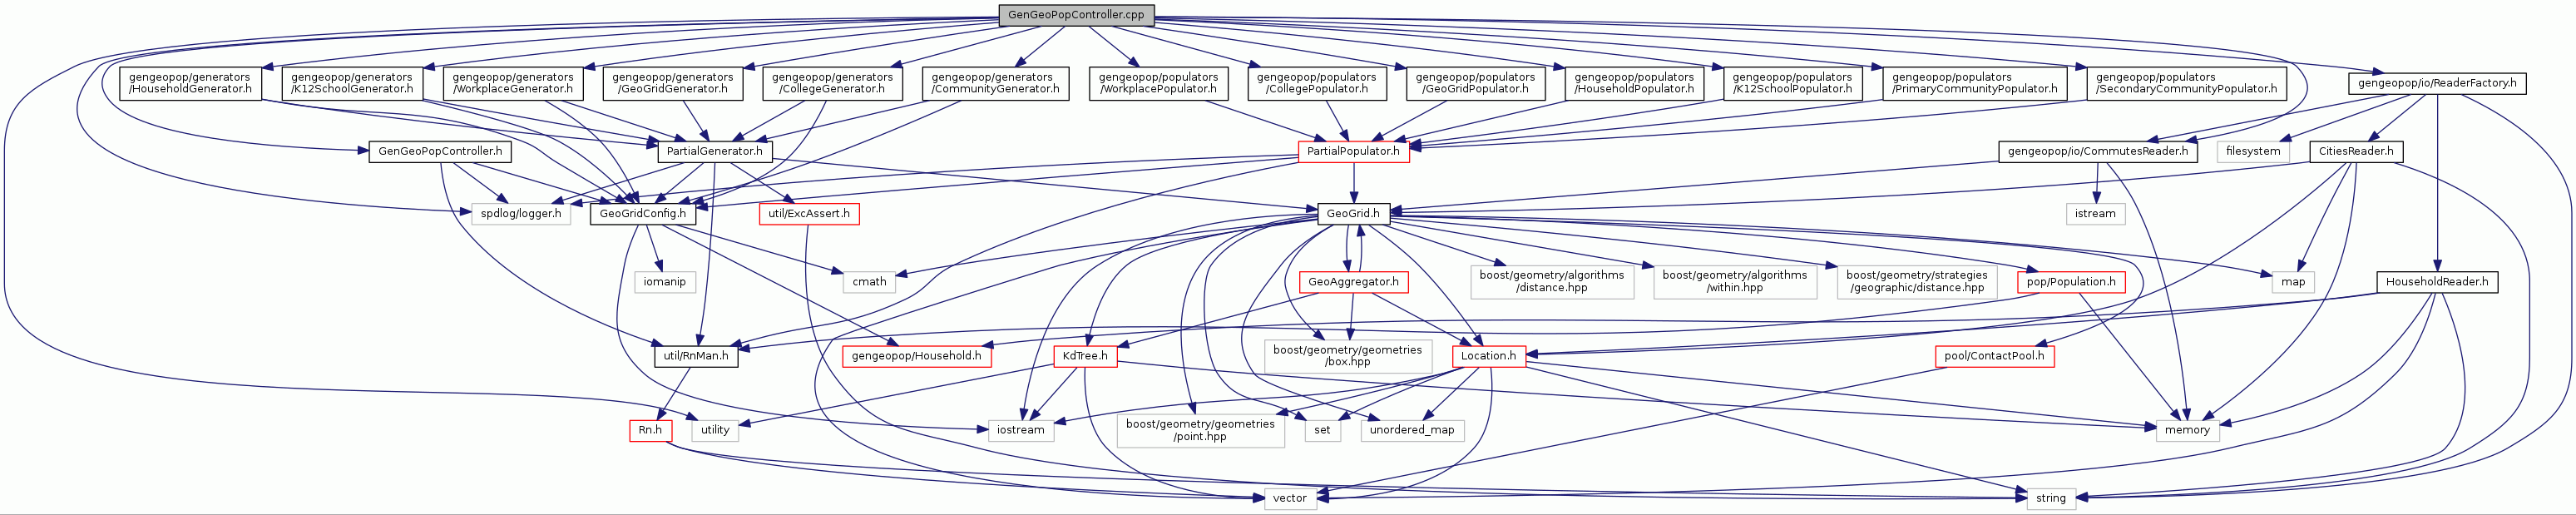 GenGeoPopController.cpp
gengeopop/generators
/HouseholdGenerator.h
gengeopop/generators
/K12SchoolGenerator.h
gengeopop/generators
/WorkplaceGenerator.h
gengeopop/generators
/GeoGridGenerator.h
gengeopop/generators
/CollegeGenerator.h
gengeopop/generators
/CommunityGenerator.h
gengeopop/populators
/WorkplacePopulator.h
gengeopop/populators
/CollegePopulator.h
gengeopop/populators
/GeoGridPopulator.h
gengeopop/populators
/HouseholdPopulator.h
gengeopop/populators
/K12SchoolPopulator.h
gengeopop/populators
/PrimaryCommunityPopulator.h
gengeopop/populators
/SecondaryCommunityPopulator.h
gengeopop/io/ReaderFactory.h
GenGeoPopController.h
PartialGenerator.h
PartialPopulator.h
gengeopop/io/CommutesReader.h
filesystem
CitiesReader.h
spdlog/logger.h
GeoGridConfig.h
util/ExcAssert.h
GeoGrid.h
istream
iomanip
cmath
GeoAggregator.h
boost/geometry/algorithms
/distance.hpp
boost/geometry/algorithms
/within.hpp
boost/geometry/strategies
/geographic/distance.hpp
pop/Population.h
map
HouseholdReader.h
util/RnMan.h
gengeopop/Household.h
KdTree.h
boost/geometry/geometries
/box.hpp
Location.h
pool/ContactPool.h
Rn.h
utility
iostream
boost/geometry/geometries
/point.hpp
set
unordered_map
memory
vector
string